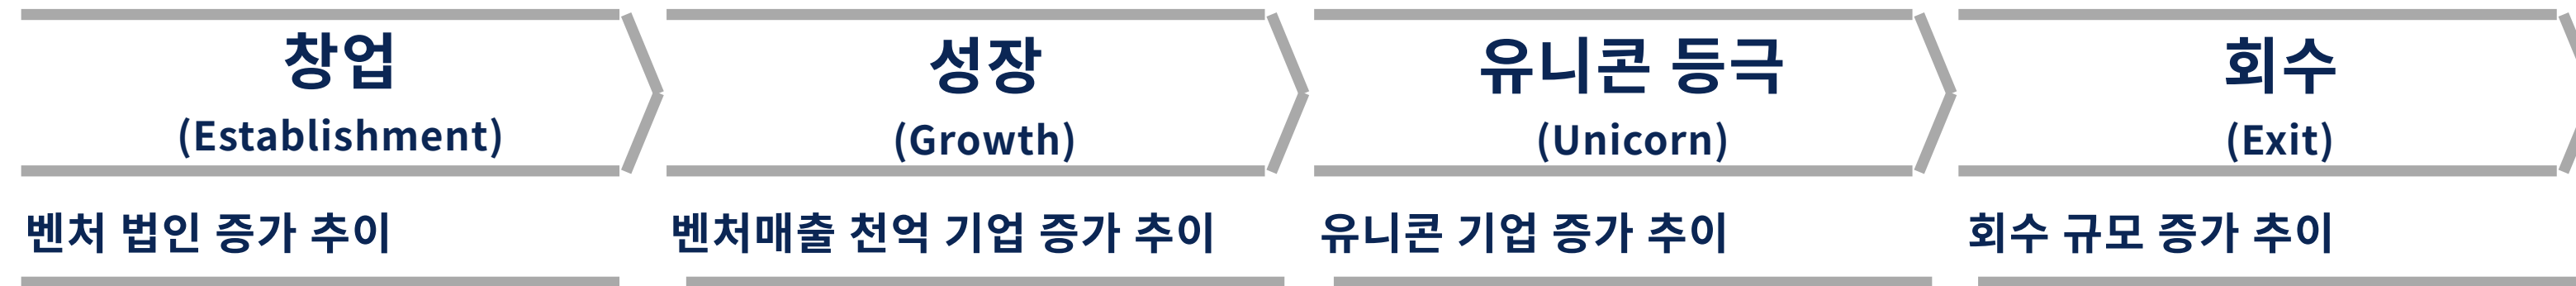 창업
(Establishment)
벤처 법인 증가 추이
성장
(Growth)
벤처매출 천억 기업 증가 추이
유니콘 등극
(Unicorn)
유니콘 기업 증가 추이
회수
(Exit)
회수 규모 증가 추이